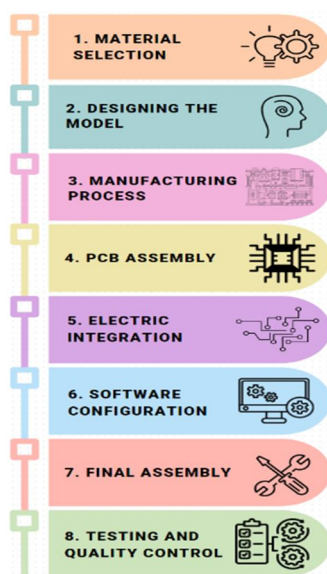 1. MATERIAL
SELECTION
2. DESIGNING THE
MODEL
3. MANUFACTURING
PROCESS
4. PCB ASSEMBLY
5. ELECTRIC
INTEGRATION
6. SOFTWARE
CONFIGURATION
7. FINAL ASSEMBLY
8. TESTING AND
QUALITY CONTROL